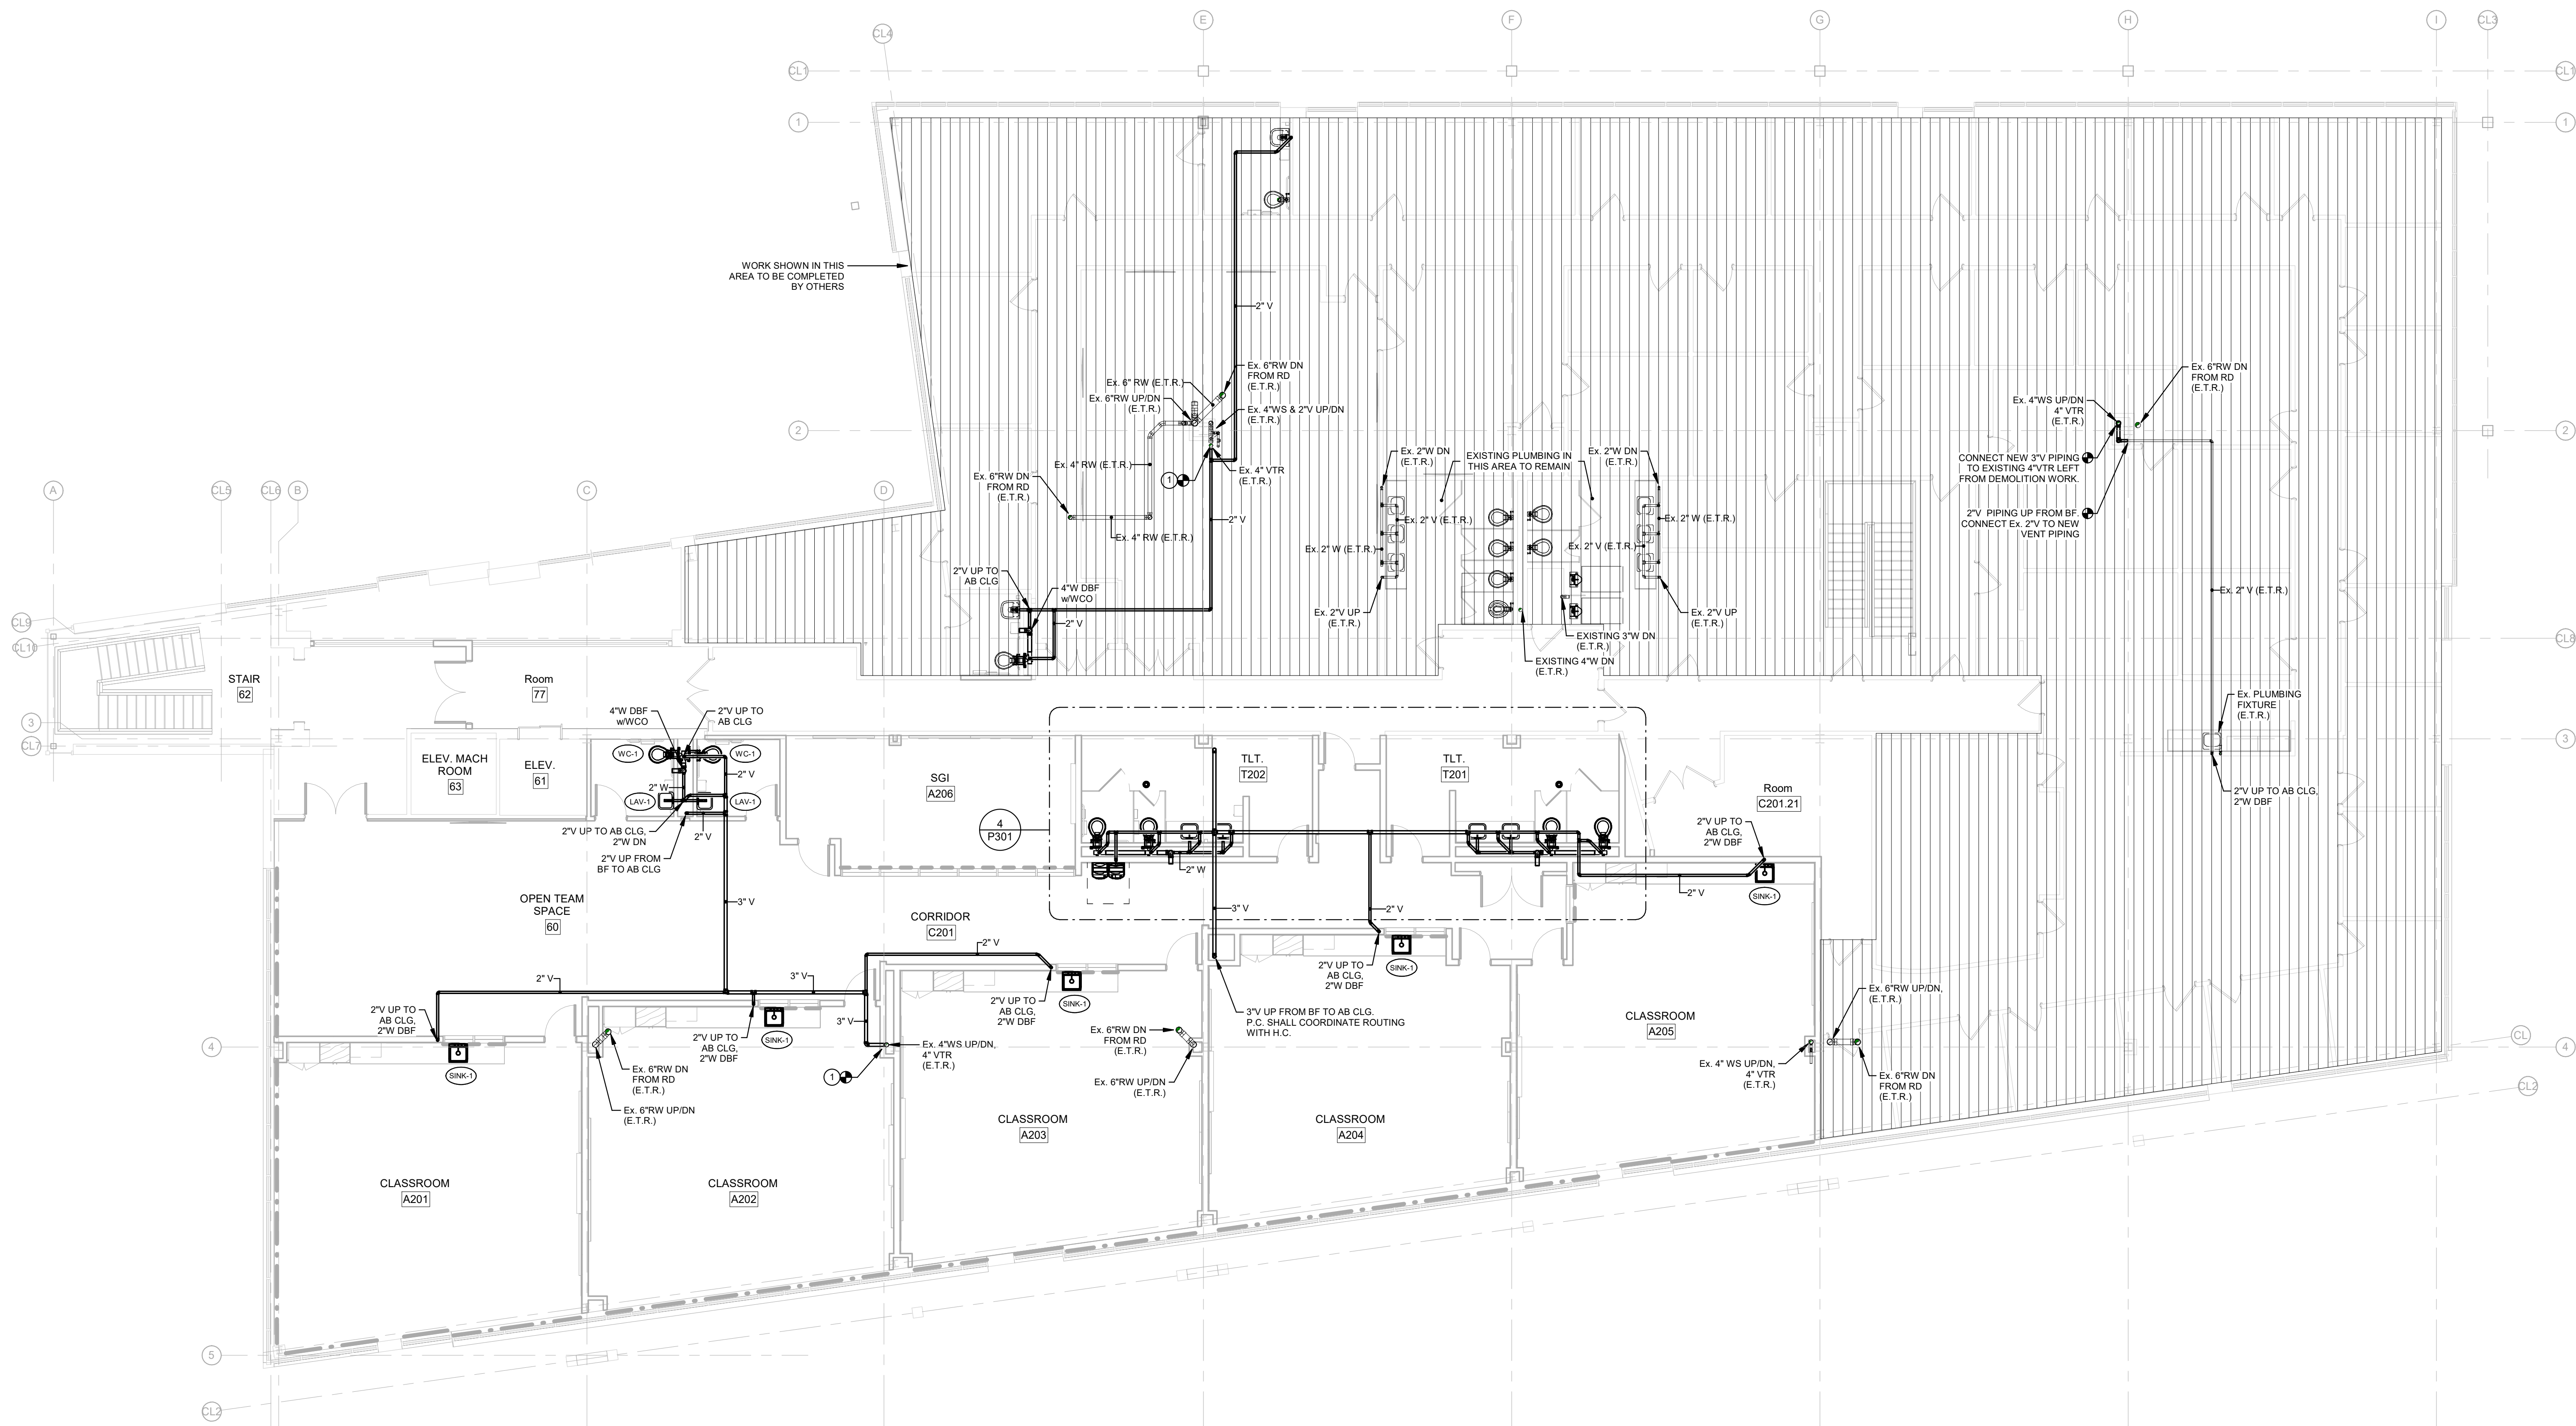 E
F
G
H
I
CL3
CL4
CL1
CL1
1
1
WORK SHOWN IN THIS
AREA TO BE COMPLETED
BY OTHERS
2" V
Ex. 6"RW DN
FROM RD
(E.T.R.)
Ex. 6" RW (E.T.R.)
Ex. 6"RW UP/DN
(E.T.R.)
Ex. 4"WS & 2"V UP/DN
(E.T.R.)
2
Ex. 4" RW (E.T.R.)
Ex. 4" VTR
(E.T.R.)
1
Ex. 6"RW DN
FROM RD
(E.T.R.)
2" V
Ex. 4" RW (E.T.R.)
Ex. 2"W DN
(E.T.R.)
EXISTING PLUMBING IN
THIS AREA TO REMAIN
Ex. 2"W DN
(E.T.R.)
Ex. 2" V (E.T.R.)
Ex. 2" W (E.T.R.)
Ex. 2" W (E.T.R.)
Ex. 2" V (E.T.R.)
Ex. 2"V UP
(E.T.R.)
Ex. 2"V UP
(E.T.R.)
EXISTING 3"W DN
(E.T.R.)
EXISTING 4"W DN
(E.T.R.)
Ex. 6"RW DN
FROM RD
(E.T.R.)
Ex. 4"WS UP/DN
4" VTR
(E.T.R.)
2
CONNECT NEW 3"V PIPING
TO EXISTING 4"VTR LEFT
FROM DEMOLITION WORK.
2"V PIPING UP FROM BF.
CONNECT Ex. 2"V TO NEW
VENT PIPING
Ex. 2" V (E.T.R.)
CL8
Ex. PLUMBING
FIXTURE
(E.T.R.)
3
2"V UP TO AB CLG,
2"W DBF
A
CL5
CL6
B
C
D
2"V UP TO
AB CLG
4"W DBF
w/WCO
2" V
CL9
CL10
STAIR
62
Room
77
3
CL7
4"W DBF
w/WCO
2"V UP TO
AB CLG
WC-1
WC-1
ELEV. MACH
ROOM
63
ELEV.
61
2" V
2" W
LAV-1
LAV-1
2"V UP TO AB CLG,
2"W DN
2" V
2"V UP FROM
BF TO AB CLG
SGI
A206
4
P301
TLT.
T202
TLT.
T201
Room
C201.21
2"V UP TO
AB CLG,
2"W DBF
2" W
2" V
SINK-1
OPEN TEAM
SPACE
60
3" V
CORRIDOR
C201
3" V
2" V
2" V
3" V
2" V
2"V UP TO
AB CLG,
2"W DBF
SINK-1
2"V UP TO
AB CLG,
2"W DBF
SINK-1
2"V UP TO
AB CLG,
2"W DBF
SINK-1
3" V
2"V UP TO
AB CLG,
2"W DBF
SINK-1
3"V UP FROM BF TO AB CLG.
P.C. SHALL COORDINATE ROUTING
WITH H.C.
CLASSROOM
A205
Ex. 6"RW UP/DN,
(E.T.R.)
CL
4
4
Ex. 6"RW DN
FROM RD
(E.T.R.)
Ex. 4"WS UP/DN,
4" VTR
(E.T.R.)
1
Ex. 6"RW DN
FROM RD
(E.T.R.)
Ex. 6"RW UP/DN
(E.T.R.)
Ex. 4" WS UP/DN,
4" VTR
(E.T.R.)
Ex. 6"RW DN
FROM RD
(E.T.R.)
CL2
Ex. 6"RW UP/DN
(E.T.R.)
CLASSROOM
A203
CLASSROOM
A204
CLASSROOM
A201
CLASSROOM
A202
5
CL2